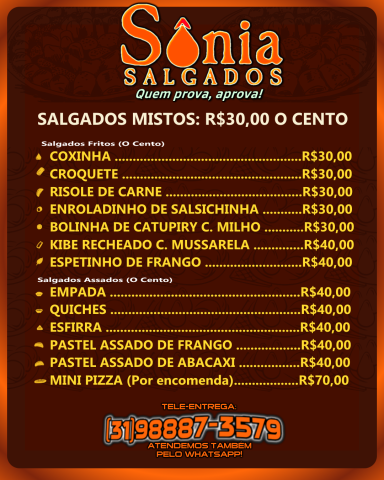 Sônia
SALGADOS
Quem prova, aprova!
SALGADOS MISTOS: R$30,00 O CENTO
Salgados Fritos (O Cento)
COXINHA ................................................R$30,00
CROQUETE .............................................R$30,00
RISOLE DE CARNE ..................................R$30,00
ENROLADINHO DE SALSICHINHA ..........R$30,00
BOLINHA DE CATUPIRY C. MILHO ..........R$30,00
KIBE RECHEADO C. MUSSARELA ...........R$40,00
ESPETINHO DE FRANGO ........................R$40,00
Salgados Assados (O Cento)
EMPADA .................................................R$40,00
QUICHES .................................................R$40,00
ESFIRRA ..................................................R$40,00
PASTEL ASSADO DE FRANGO ................R$40,00
PASTEL ASSADO DE ABACAXI ...............R$40,00
MINI PIZZA (Por encomenda).................R$70,00
TELE-ENTREGA:
(31)98887-3579
ATENDEMOS TAMBEM
PELO WHATSAPP!